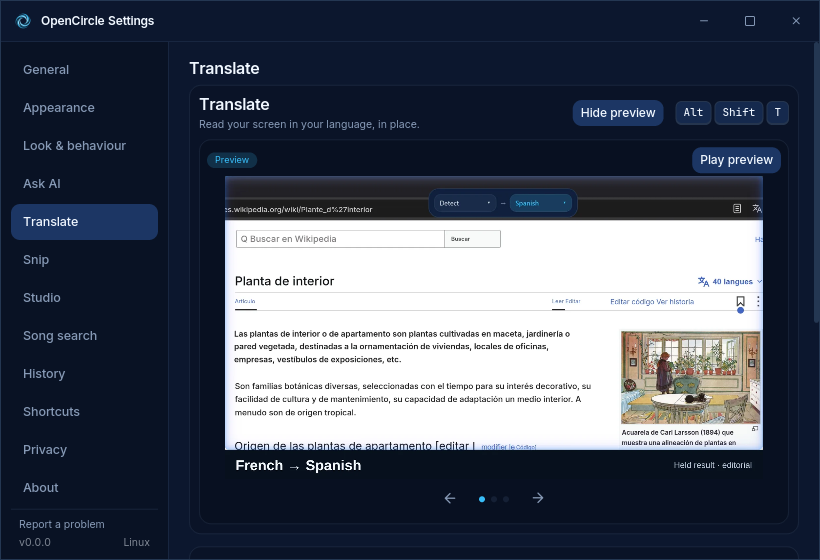 OpenCircle Settings
General
Appearance
Look & behaviour
Ask AI
Translate
Snip
Studio
Song search
History
Shortcuts
Privacy
About
Report a problem
v0.0.0 Linux
Translate
Translate
Read your screen in your language, in place.
Hide preview Alt Shift T
Preview
Play preview
Detect → Spanish
es.wikipedia.org/wiki/Plante_d%27interior
Q Buscar en Wikipedia Buscar
Planta de interior
40 langues
Artículo Leer Editar Editar código Ver historia
Las plantas de interior o de apartamento son plantas cultivadas en maceta, jardinería o
pared vegetada, destinadas a la ornamentación de viviendas, locales de oficinas,
empresas, vestíbulos de exposiciones, etc.
Son familias botánicas diversas, seleccionadas con el tiempo para su interés decorativo, su
facilidad de cultura y de mantenimiento, su capacidad de adaptación un medio interior. A
menudo son de origen tropical.
Acuarela de Carl Larsson (1894) que
muestra una alineación de plantas en
Origen de las plantas de apartamento [editar | modifier le Código]
French → Spanish
Held result · editorial